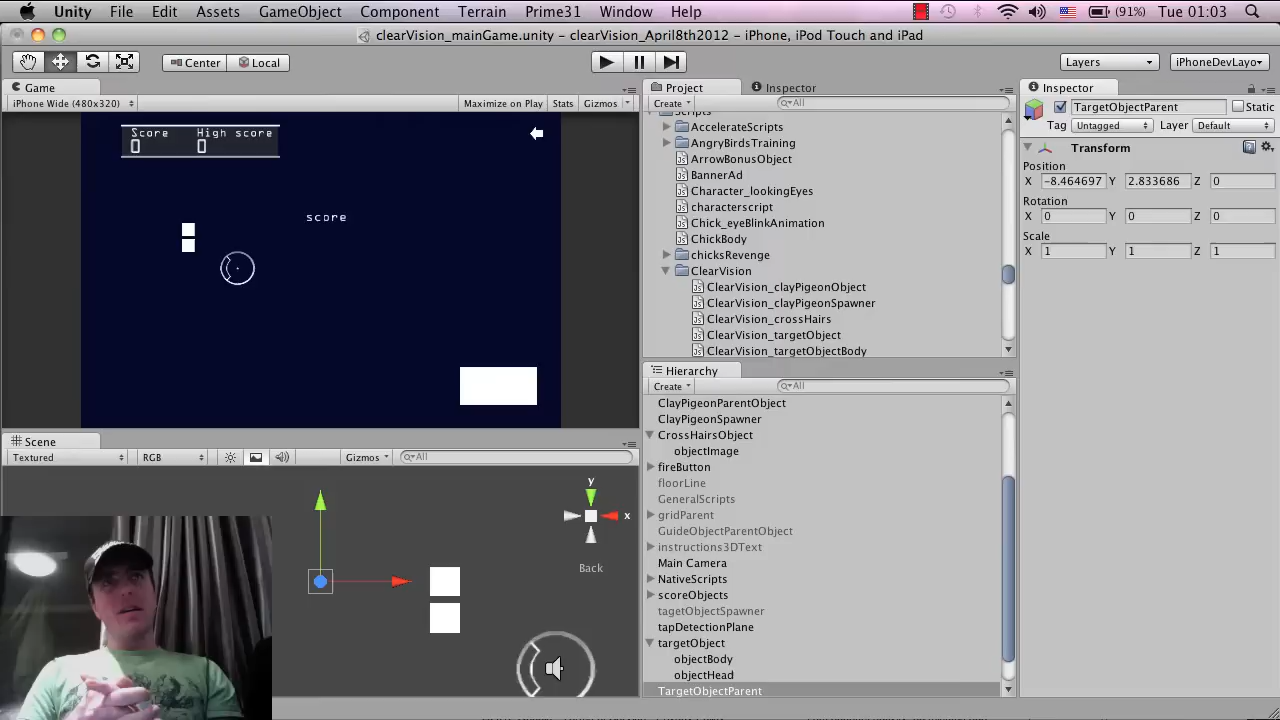 Unity File Edit Assets GameObject Component Terrain Prime31 Window Help (91%) Tue 01:03
clearVision_mainGame.unity - clearVision_April8th2012 - iPhone, iPod Touch and iPad
Center Local Layers iPhoneDevLayo...
Game
iPhone Wide (480x320) Maximize on Play Stats Gizmos
Score High score
0 0
score
Scene
Textured RGB Gizmos All
y
x
Back
Project Inspector
Create All
Scripts
AccelerateScripts
AngryBirdsTraining
ArrowBonusObject
BannerAd
Character_lookingEyes
characterscript
Chick_eyeBlinkAnimation
ChickBody
chicksRevenge
ClearVision
ClearVision_clayPigeonObject
ClearVision_clayPigeonSpawner
ClearVision_crossHairs
ClearVision_targetObject
ClearVision_targetObjectBody
Hierarchy
Create All
ClayPigeonParentObject
ClayPigeonSpawner
CrossHairsObject
objectImage
fireButton
floorLine
GeneralScripts
gridParent
GuideObjectParentObject
instructions3DText
Main Camera
NativeScripts
scoreObjects
tagetObjectSpawner
tapDetectionPlane
targetObject
objectBody
objectHead
TargetObjectParent
Inspector
TargetObjectParent Static
Tag Untagged Layer Default
Transform
Position
X -8.464697 Y 2.833686 Z 0
Rotation
X 0 Y 0 Z 0
Scale
X 1 Y 1 Z 1